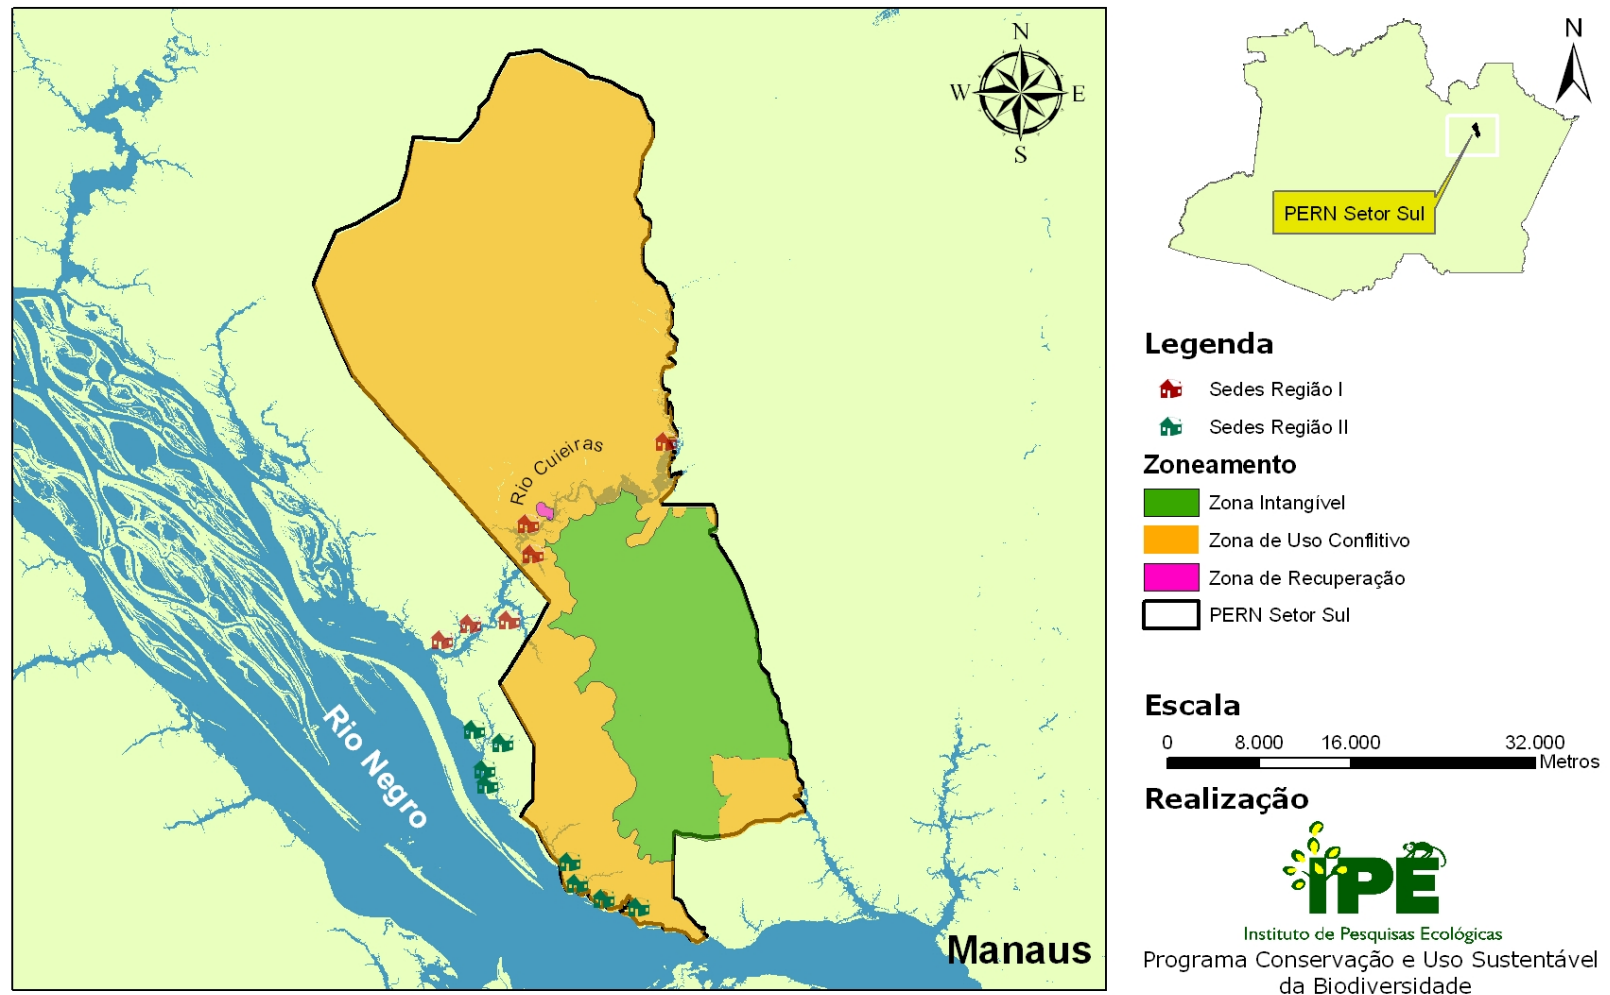 N
W
E
S
Rio Cuieiras
Rio Negro
Manaus
N
PERN Setor Sul
Legenda
Sedes Região I
Sedes Região II
Zoneamento
Zona Intangível
Zona de Uso Conflitivo
Zona de Recuperação
PERN Setor Sul
Escala
0 8.000 16.000 32.000
Metros
Realização
IPÊ
Instituto de Pesquisas Ecológicas
Programa Conservação e Uso Sustentável
da Biodiversidade